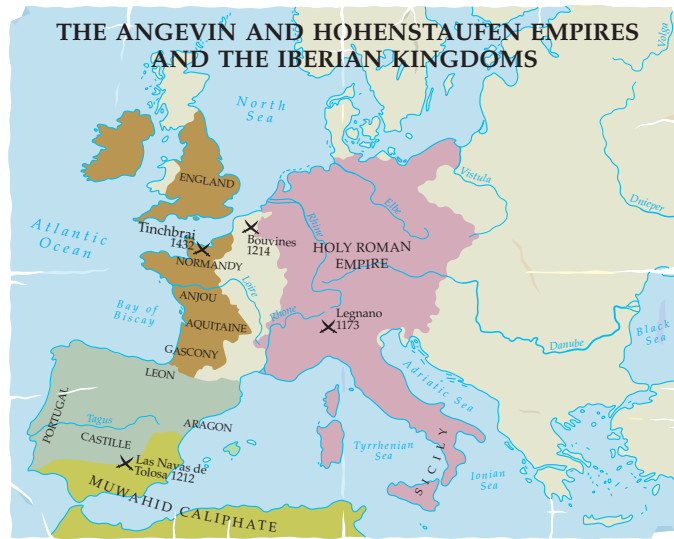 THE ANGEVIN AND HOHENSTAUFEN EMPIRES
AND THE IBERIAN KINGDOMS
Volga
North
Sea
ENGLAND
Vistula
Elbe
Dnieper
Atlantic
Ocean
Tinchbrai
1432
Bouvines
1214
Rhine
HOLY ROMAN
EMPIRE
NORMANDY
Loire
ANJOU
Bay of
Biscay
AQUITAINE
Rhone
Legnano
1173
Black
Sea
Danube
GASCONY
LEON
Adriatic Sea
PORTUGAL
Tagus
ARAGON
CASTILLE
Tyrrhenian
Sea
SICILY
Ionian
Sea
Las Navas de
Tolosa 1212
MUWAHID CALIPHATE